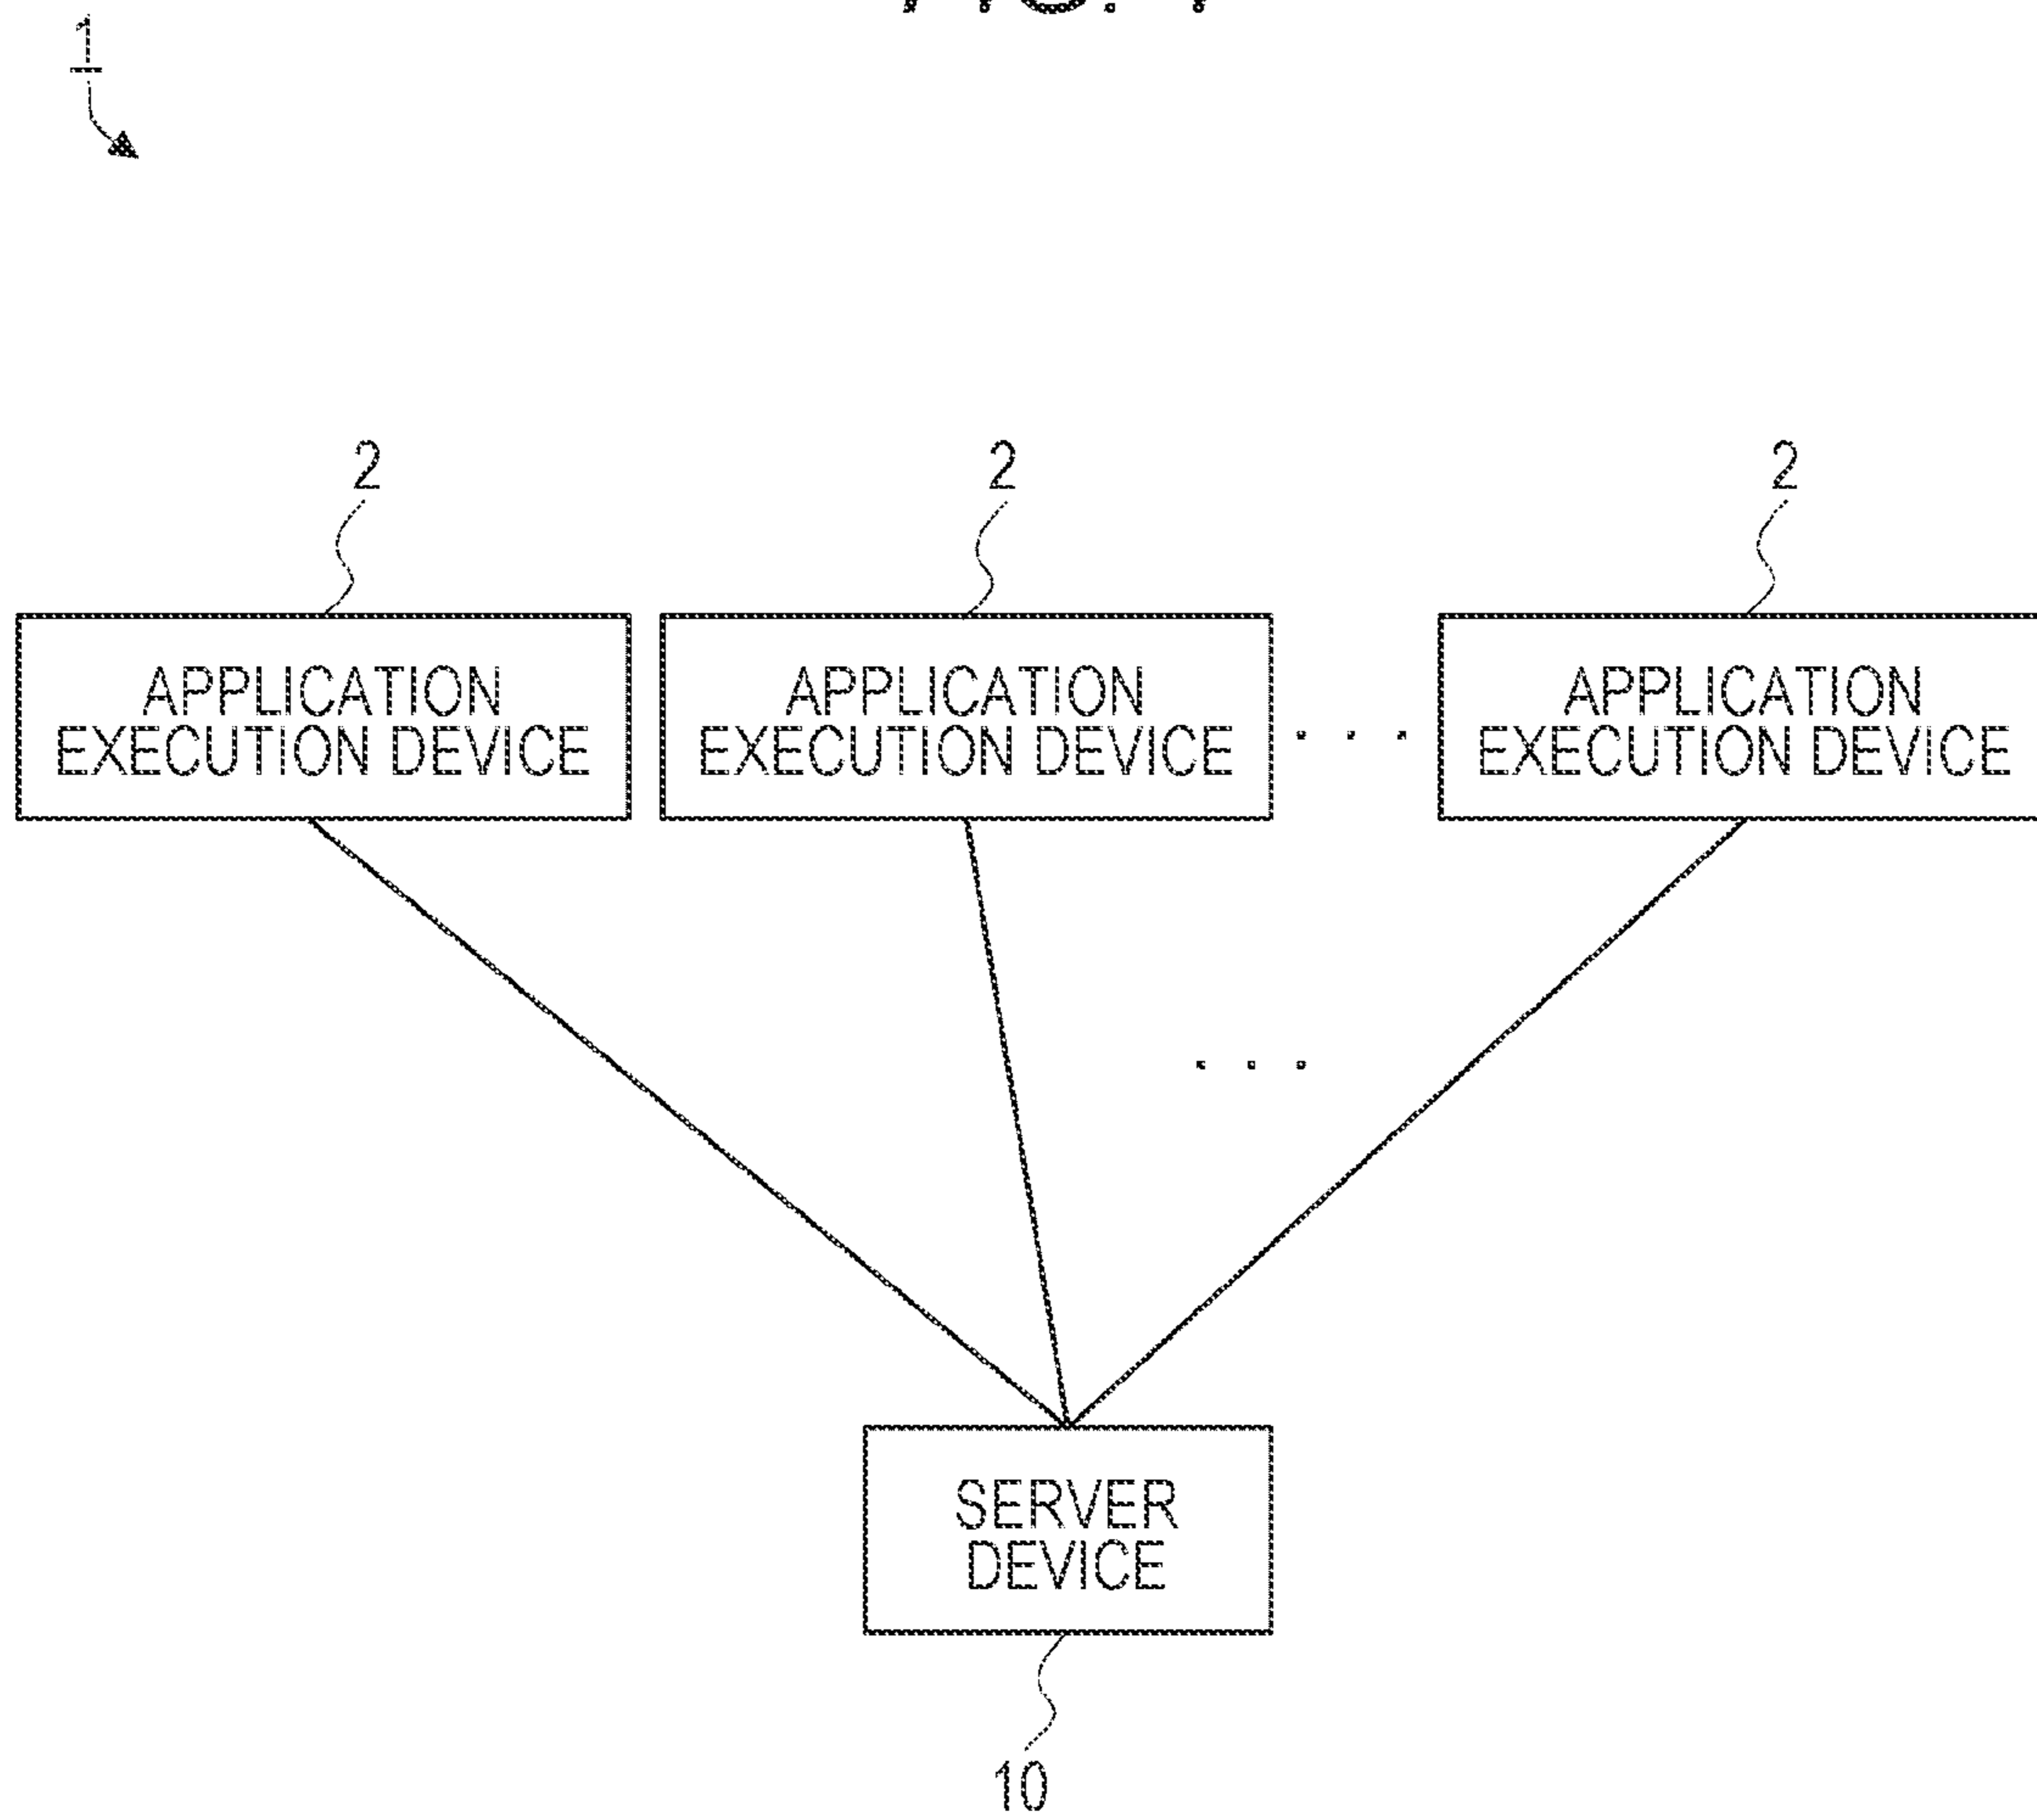 1
2
2
2
APPLICATION
EXECUTION DEVICE
APPLICATION
EXECUTION DEVICE
. . .
APPLICATION
EXECUTION DEVICE
. . .
SERVER
DEVICE
10